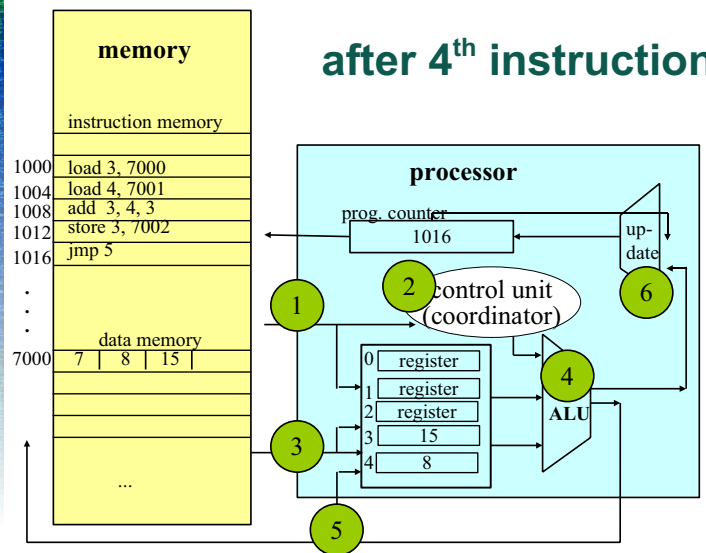 after 4th instruction
memory
instruction memory
1000 load 3, 7000
1004 load 4, 7001
1008 add 3, 4, 3
1012 store 3, 7002
1016 jmp 5
.
.
.
data memory
7000 7 8 15
...
processor
prog. counter
1016
up-
date
6
1
2
control unit
(coordinator)
0 register
1 register
2 register
3 15
4 8
4
ALU
3
5